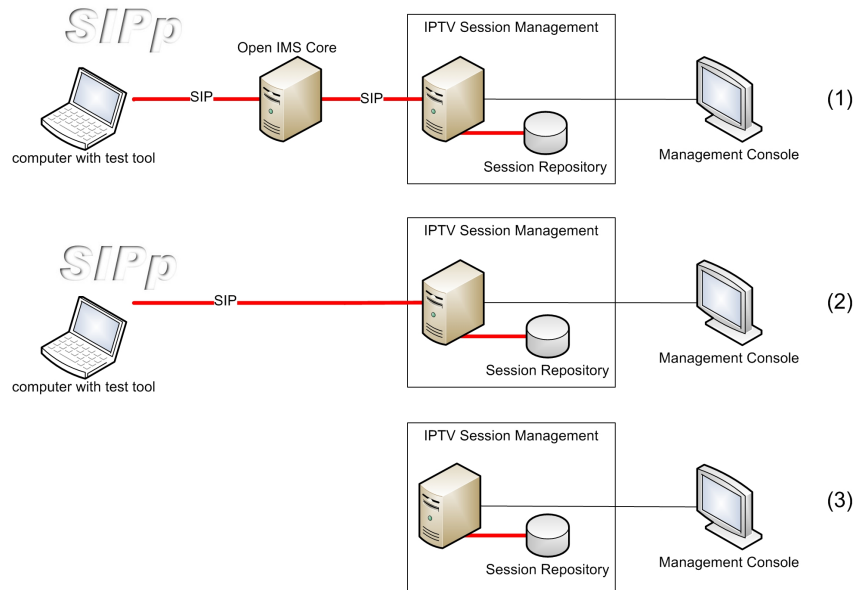 SIPp
Open IMS Core
IPTV Session Management
SIP
SIP
(1)
computer with test tool
Session Repository
Management Console
SIPp
IPTV Session Management
SIP
(2)
computer with test tool
Session Repository
Management Console
IPTV Session Management
(3)
Session Repository
Management Console